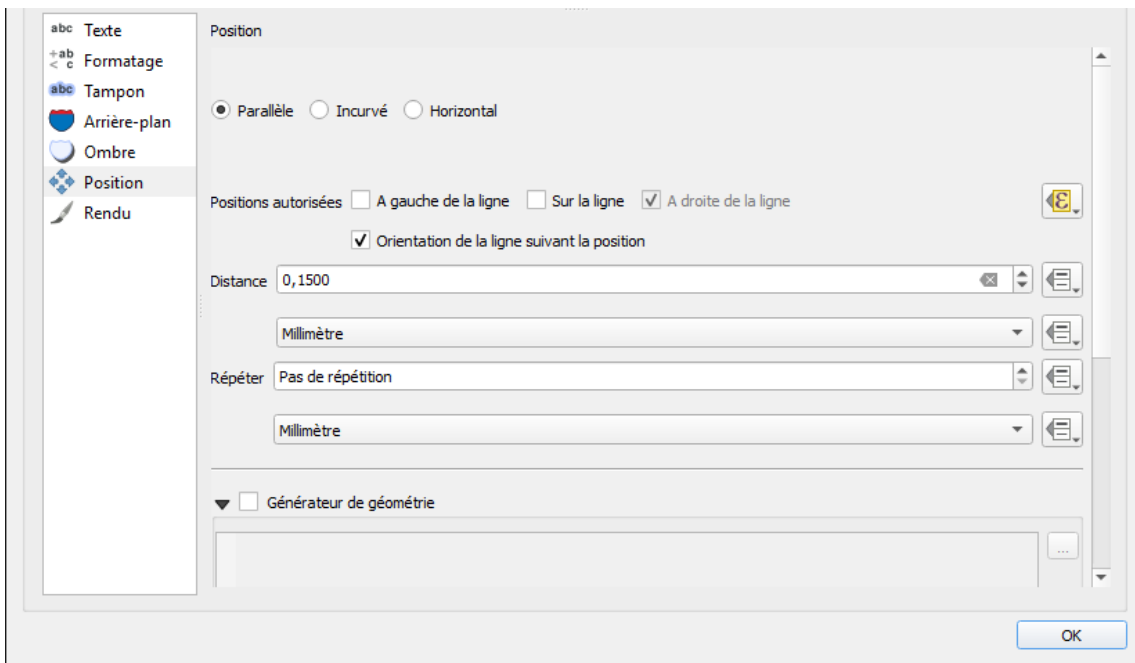 abc Texte
+ab < c Formatage
abc Tampon
Arrière-plan
Ombre
Position
Rendu
Position
Parallèle Incurvé Horizontal
Positions autorisées A gauche de la ligne Sur la ligne A droite de la ligne
Orientation de la ligne suivant la position
Distance 0,1500
Millimètre
Répéter Pas de répétition
Millimètre
Générateur de géométrie
...
OK